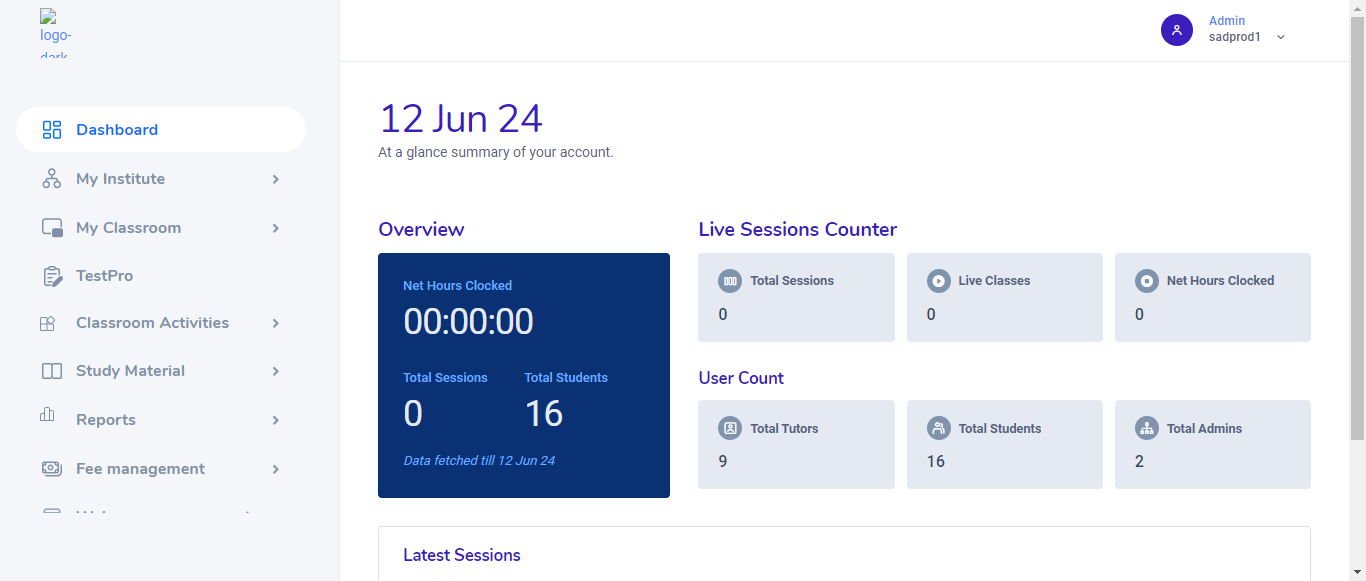 logo-
dark
Dashboard
My Institute
My Classroom
TestPro
Classroom Activities
Study Material
Reports
Fee management
Admin
sadprod1
12 Jun 24
At a glance summary of your account.
Overview
Net Hours Clocked
00:00:00
Total Sessions
Total Students
0
16
Data fetched till 12 Jun 24
Live Sessions Counter
Total Sessions
0
Live Classes
0
Net Hours Clocked
0
User Count
Total Tutors
9
Total Students
16
Total Admins
2
Latest Sessions